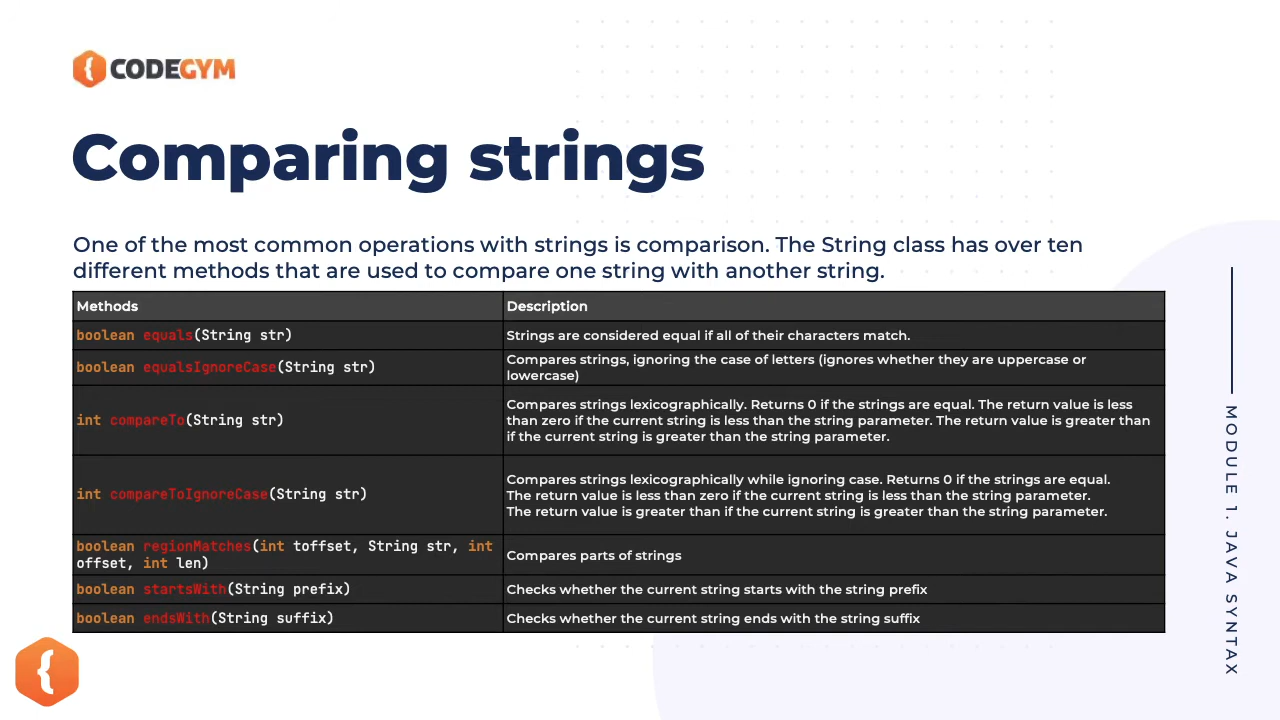 CODEGYM
Comparing strings
One of the most common operations with strings is comparison. The String class has over ten
different methods that are used to compare one string with another string.
Methods
Description
boolean equals(String str)
Strings are considered equal if all of their characters match.
boolean equalsIgnoreCase(String str)
Compares strings, ignoring the case of letters (ignores whether they are uppercase or
lowercase)
int compareTo(String str)
Compares strings lexicographically. Returns 0 if the strings are equal. The return value is less
than zero if the current string is less than the string parameter. The return value is greater than
if the current string is greater than the string parameter.
int compareToIgnoreCase(String str)
Compares strings lexicographically while ignoring case. Returns 0 if the strings are equal.
The return value is less than zero if the current string is less than the string parameter.
The return value is greater than if the current string is greater than the string parameter.
boolean regionMatches(int toffset, String str, int
offset, int len)
Compares parts of strings
boolean startsWith(String prefix)
Checks whether the current string starts with the string prefix
boolean endsWith(String suffix)
Checks whether the current string ends with the string suffix
MODULE 1. JAVA SYNTAX